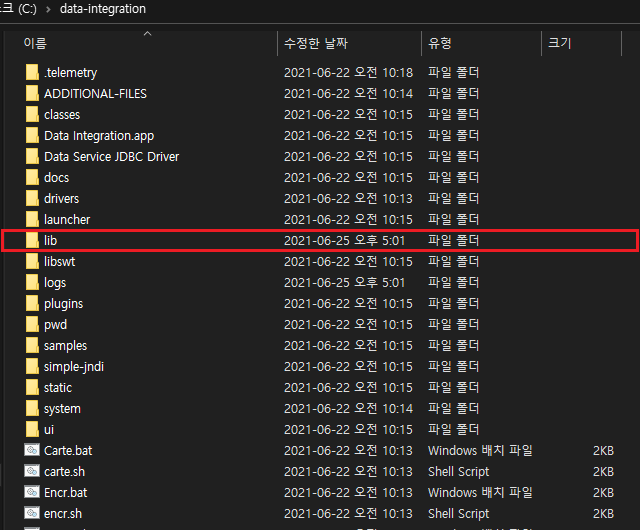 스크 (C:) > data-integration
이름 수정한 날짜 유형 크기
.telemetry 2021-06-22 오전 10:18 파일 폴더
ADDITIONAL-FILES 2021-06-22 오전 10:14 파일 폴더
classes 2021-06-22 오전 10:15 파일 폴더
Data Integration.app 2021-06-22 오전 10:15 파일 폴더
Data Service JDBC Driver 2021-06-22 오전 10:15 파일 폴더
docs 2021-06-22 오전 10:15 파일 폴더
drivers 2021-06-22 오전 10:13 파일 폴더
launcher 2021-06-22 오전 10:15 파일 폴더
lib 2021-06-25 오후 5:01 파일 폴더
libswt 2021-06-22 오전 10:15 파일 폴더
logs 2021-06-25 오후 5:01 파일 폴더
plugins 2021-06-22 오전 10:15 파일 폴더
pwd 2021-06-22 오전 10:15 파일 폴더
samples 2021-06-22 오전 10:15 파일 폴더
simple-jndi 2021-06-22 오전 10:15 파일 폴더
static 2021-06-22 오전 10:15 파일 폴더
system 2021-06-22 오전 10:14 파일 폴더
ui 2021-06-22 오전 10:15 파일 폴더
Carte.bat 2021-06-22 오전 10:13 Windows 배치 파일 2KB
carte.sh 2021-06-22 오전 10:13 Shell Script 2KB
Encr.bat 2021-06-22 오전 10:13 Windows 배치 파일 2KB
encr.sh 2021-06-22 오전 10:13 Shell Script 2KB